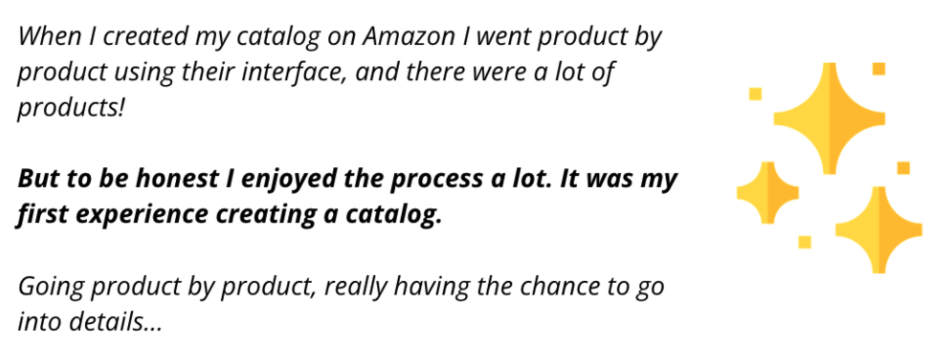 When I created my catalog on Amazon I went product by
product using their interface, and there were a lot of
products!
But to be honest I enjoyed the process a lot. It was my
first experience creating a catalog.
Going product by product, really having the chance to go
into details...